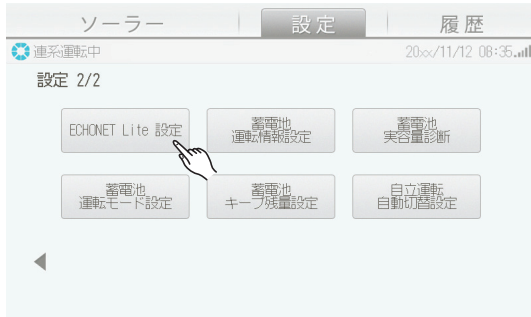 ソーラー 設定 履歴
連系運転中 20××/11/12 08:35
設定 2/2
ECHONET Lite 設定
蓄電地
運転情報設定
蓄電池
実容量診断
蓄電池
運転モード設定
蓄電池
キープ残量設定
自立運転
自動切替設定